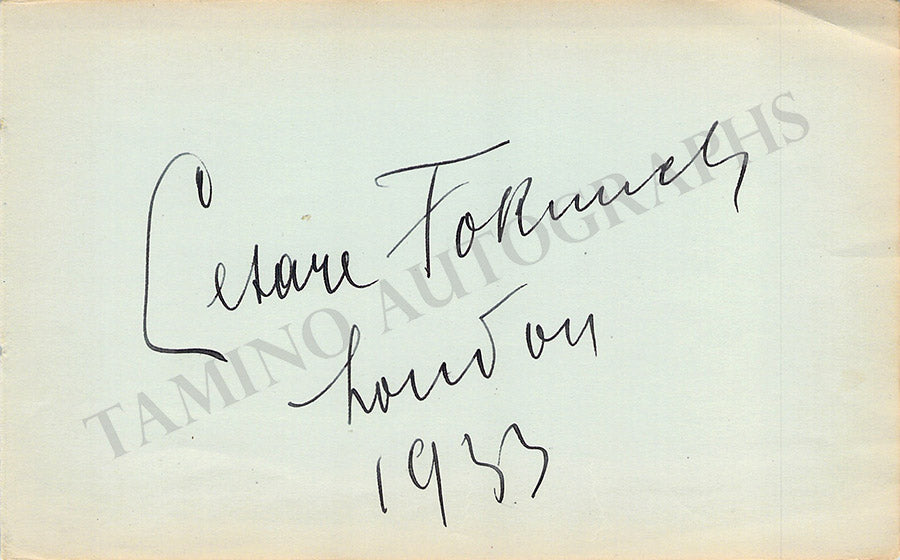 Cesare Formichi
London
1933
TAMINO AUTOGRAPHS